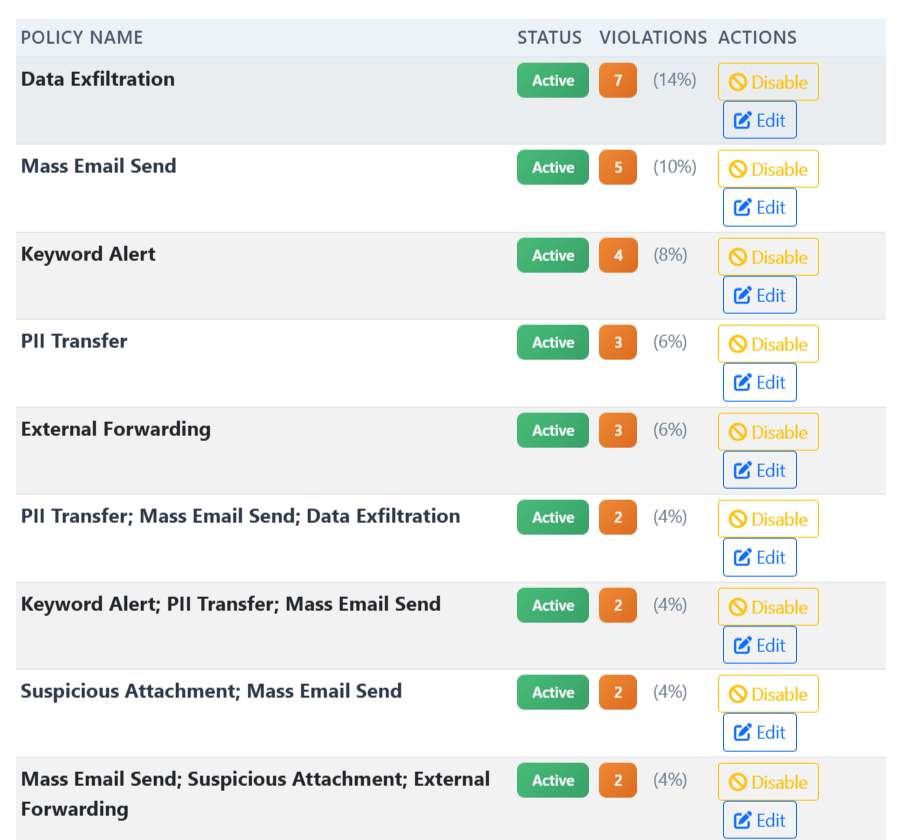 POLICY NAME STATUS VIOLATIONS ACTIONS
Data Exfiltration Active 7 (14%) Disable
Edit
Mass Email Send Active 5 (10%) Disable
Edit
Keyword Alert Active 4 (8%) Disable
Edit
PII Transfer Active 3 (6%) Disable
Edit
External Forwarding Active 3 (6%) Disable
Edit
PII Transfer; Mass Email Send; Data Exfiltration Active 2 (4%) Disable
Edit
Keyword Alert; PII Transfer; Mass Email Send Active 2 (4%) Disable
Edit
Suspicious Attachment; Mass Email Send Active 2 (4%) Disable
Edit
Mass Email Send; Suspicious Attachment; External Active 2 (4%) Disable
Forwarding Edit